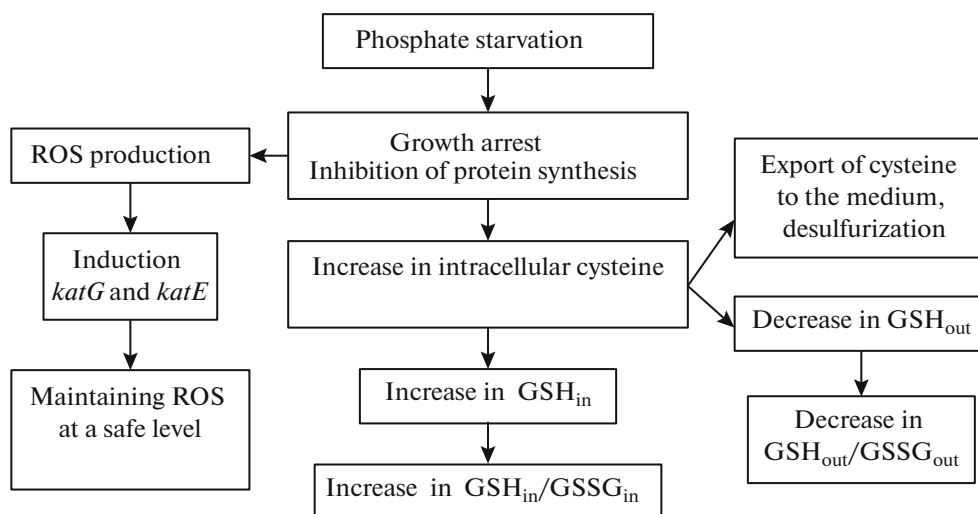 Phosphate starvation
Growth arrest
Inhibition of protein synthesis
ROS production
Induction
katG and katE
Maintaining ROS
at a safe level
Increase in intracellular cysteine
Increase in GSHin
Increase in GSHin/GSSGin
Export of cysteine
to the medium,
desulfurization
Decrease in GSHout
Decrease in
GSHout/GSSGout